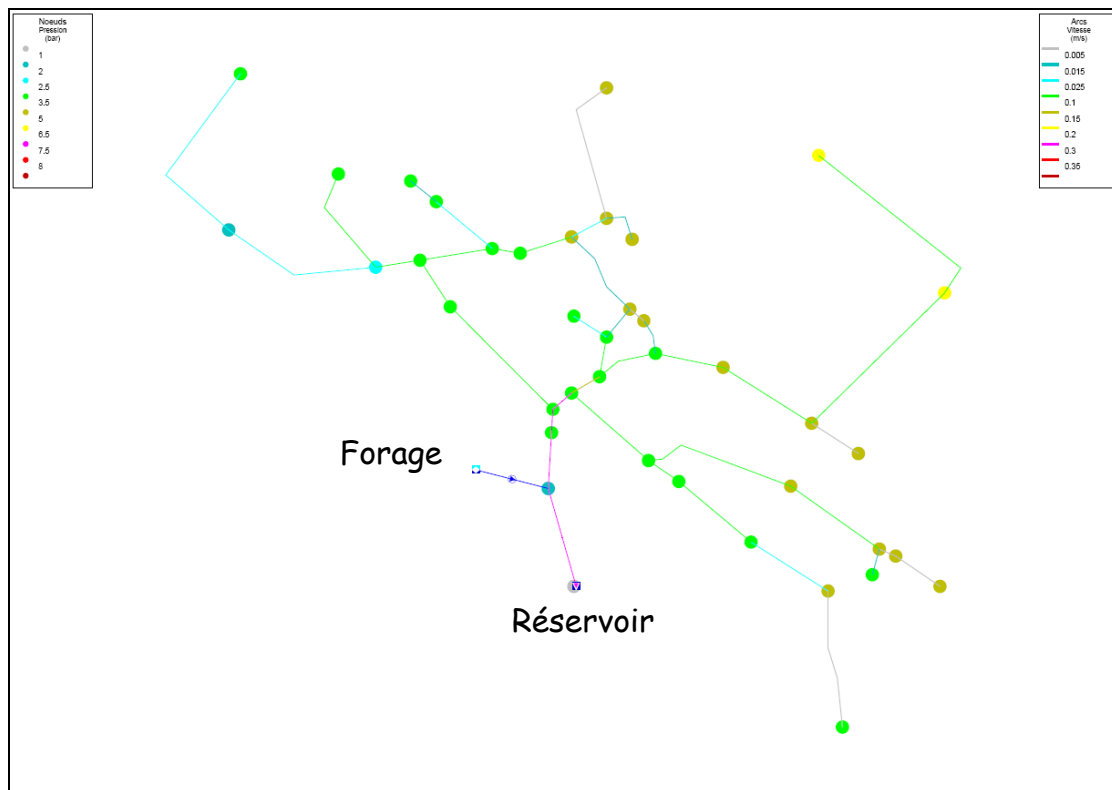 Noeuds
Pression
(bar)
1
2
2.5
3.5
5
6.5
7.5
8
Arcs
Vitesse
(m/s)
0.005
0.015
0.025
0.1
0.15
0.2
0.3
0.35
Forage
V
Réservoir